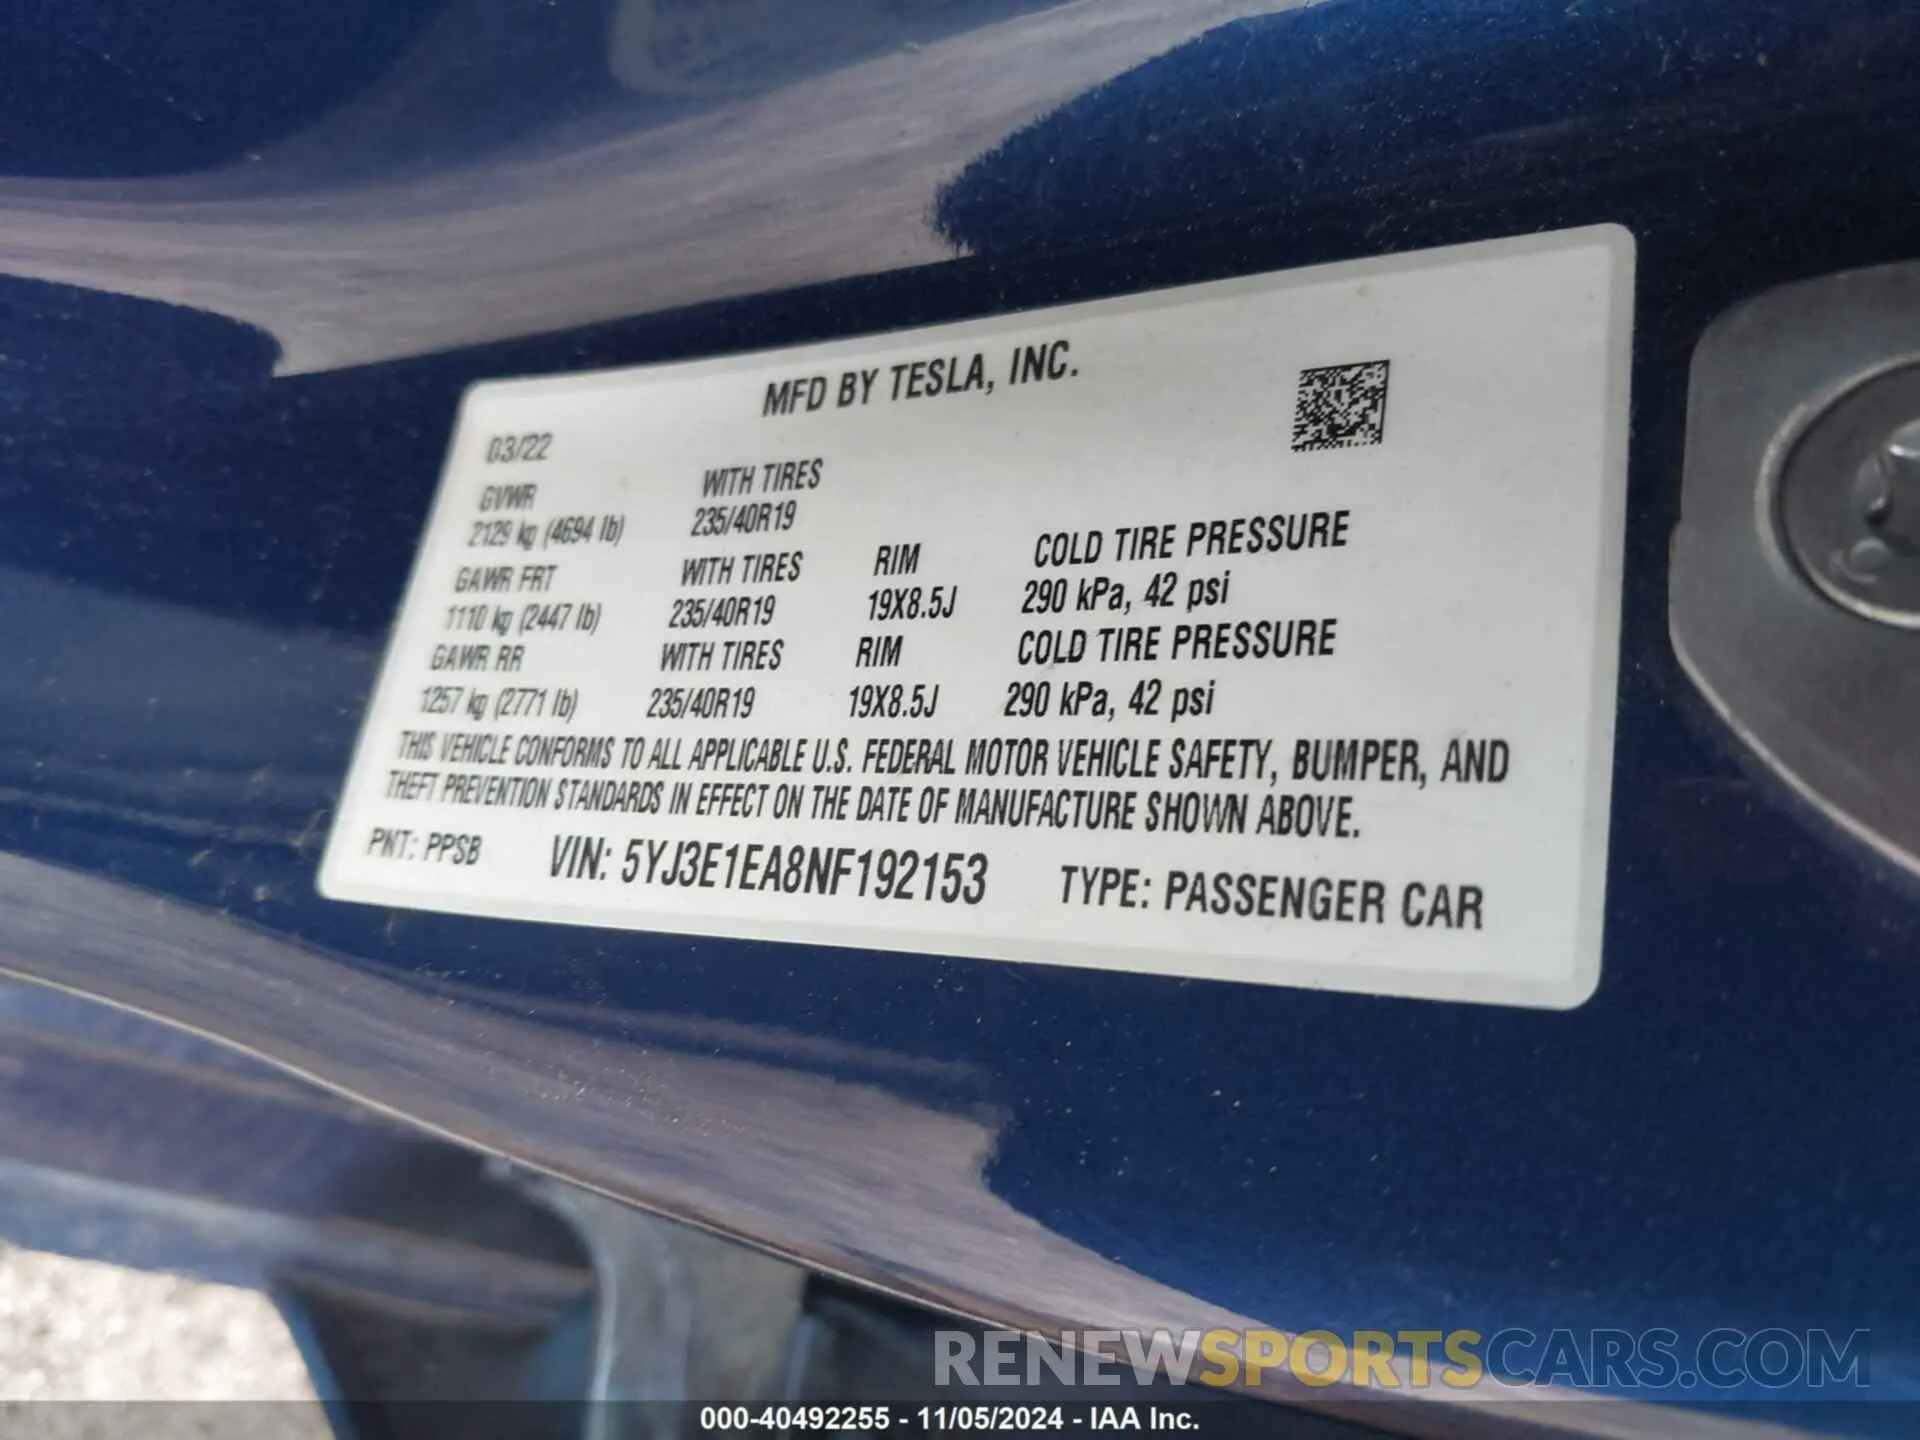 MFD BY TESLA, INC.
03/22
GVWR WITH TIRES
2129 kg (4694 lb) 235/40R19
GAWR FRT WITH TIRES RIM COLD TIRE PRESSURE
1110 kg (2447 lb) 235/40R19 19X8.5J 290 kPa, 42 psi
GAWR RR WITH TIRES RIM COLD TIRE PRESSURE
1257 kg (2771 lb) 235/40R19 19X8.5J 290 kPa, 42 psi
THIS VEHICLE CONFORMS TO ALL APPLICABLE U.S. FEDERAL MOTOR VEHICLE SAFETY, BUMPER, AND
THEFT PREVENTION STANDARDS IN EFFECT ON THE DATE OF MANUFACTURE SHOWN ABOVE.
PNT: PPSB VIN: 5YJ3E1EA8NF192153 TYPE: PASSENGER CAR
RENEWSPORTSCARS.COM
000-40492255 - 11/05/2024 - IAA Inc.